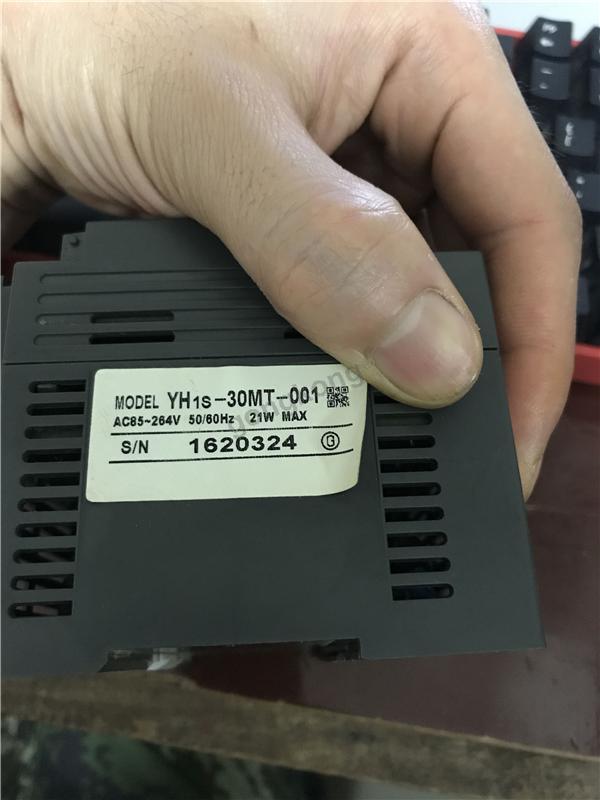 MODEL YH1S-30MT-001
AC85~264V 50/60Hz 21W MAX
S/N 1620324 G